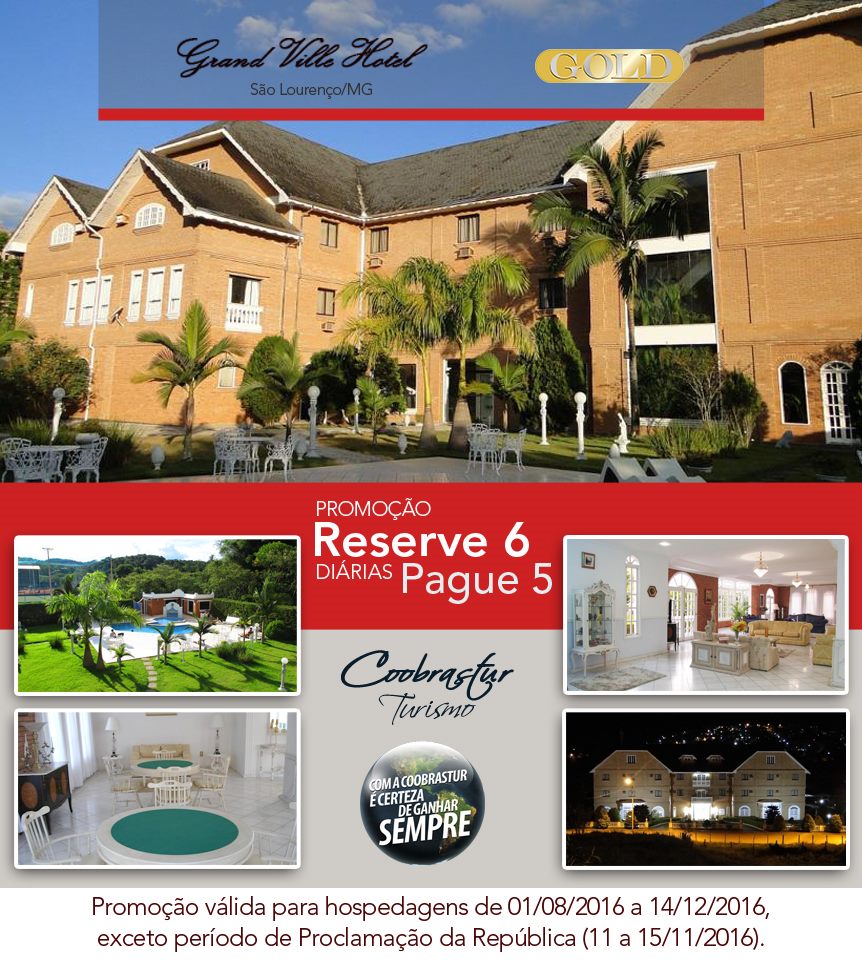 Grand Ville Hotel
São Lourenço/MG
GOLD
PROMOÇÃO
Reserve 6
DIÁRIAS Pague 5
Coobrastur
Turismo
COM A COOBRASTUR
É CERTEZA
DE GANHAR
SEMPRE
Promoção válida para hospedagens de 01/08/2016 a 14/12/2016,
exceto período de Proclamação da República (11 a 15/11/2016).